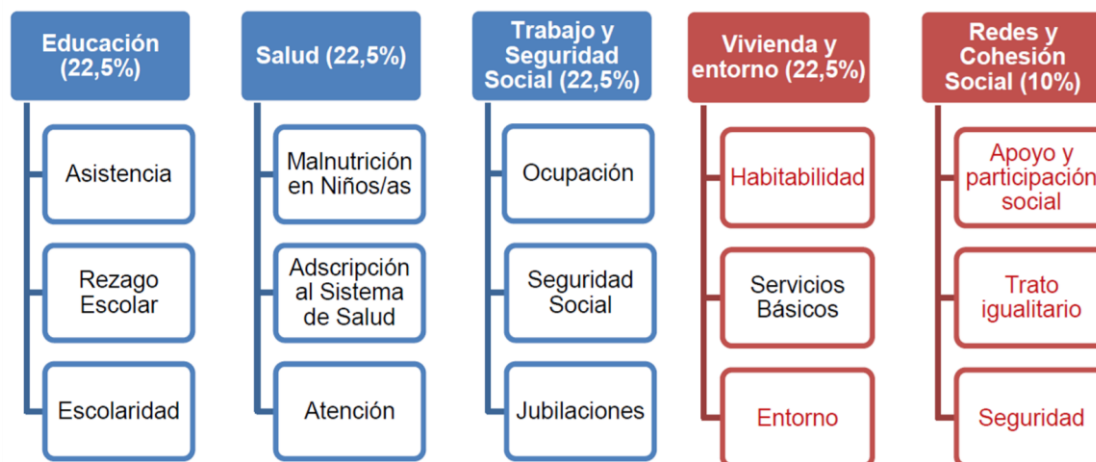 Educación
(22,5%)
Asistencia
Rezago
Escolar
Escolaridad
Salud (22,5%)
Malnutrición
en Niños/as
Adscripción
al Sistema
de Salud
Atención
Trabajo y
Seguridad
Social (22,5%)
Ocupación
Seguridad
Social
Jubilaciones
Vivienda y
entorno (22,5%)
Habitabilidad
Servicios
Básicos
Entorno
Redes y
Cohesión
Social (10%)
Apoyo y
participación
social
Trato
igualitario
Seguridad